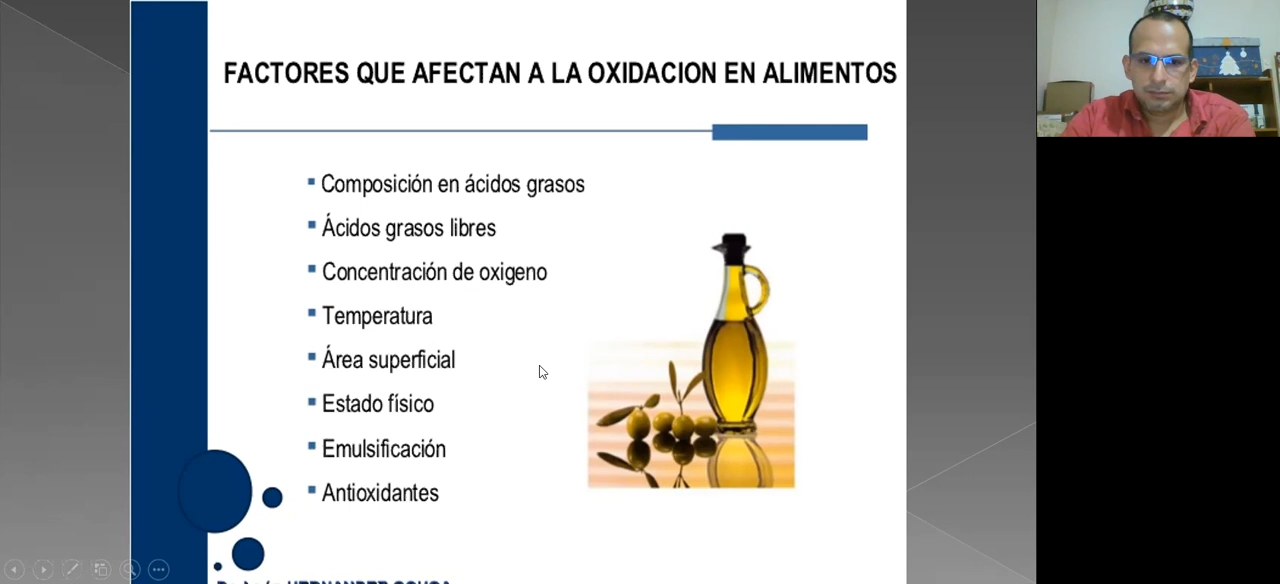 FACTORES QUE AFECTAN A LA OXIDACION EN ALIMENTOS
Composición en ácidos grasos
Ácidos grasos libres
Concentración de oxigeno
Temperatura
Área superficial
Estado físico
Emulsificación
Antioxidantes